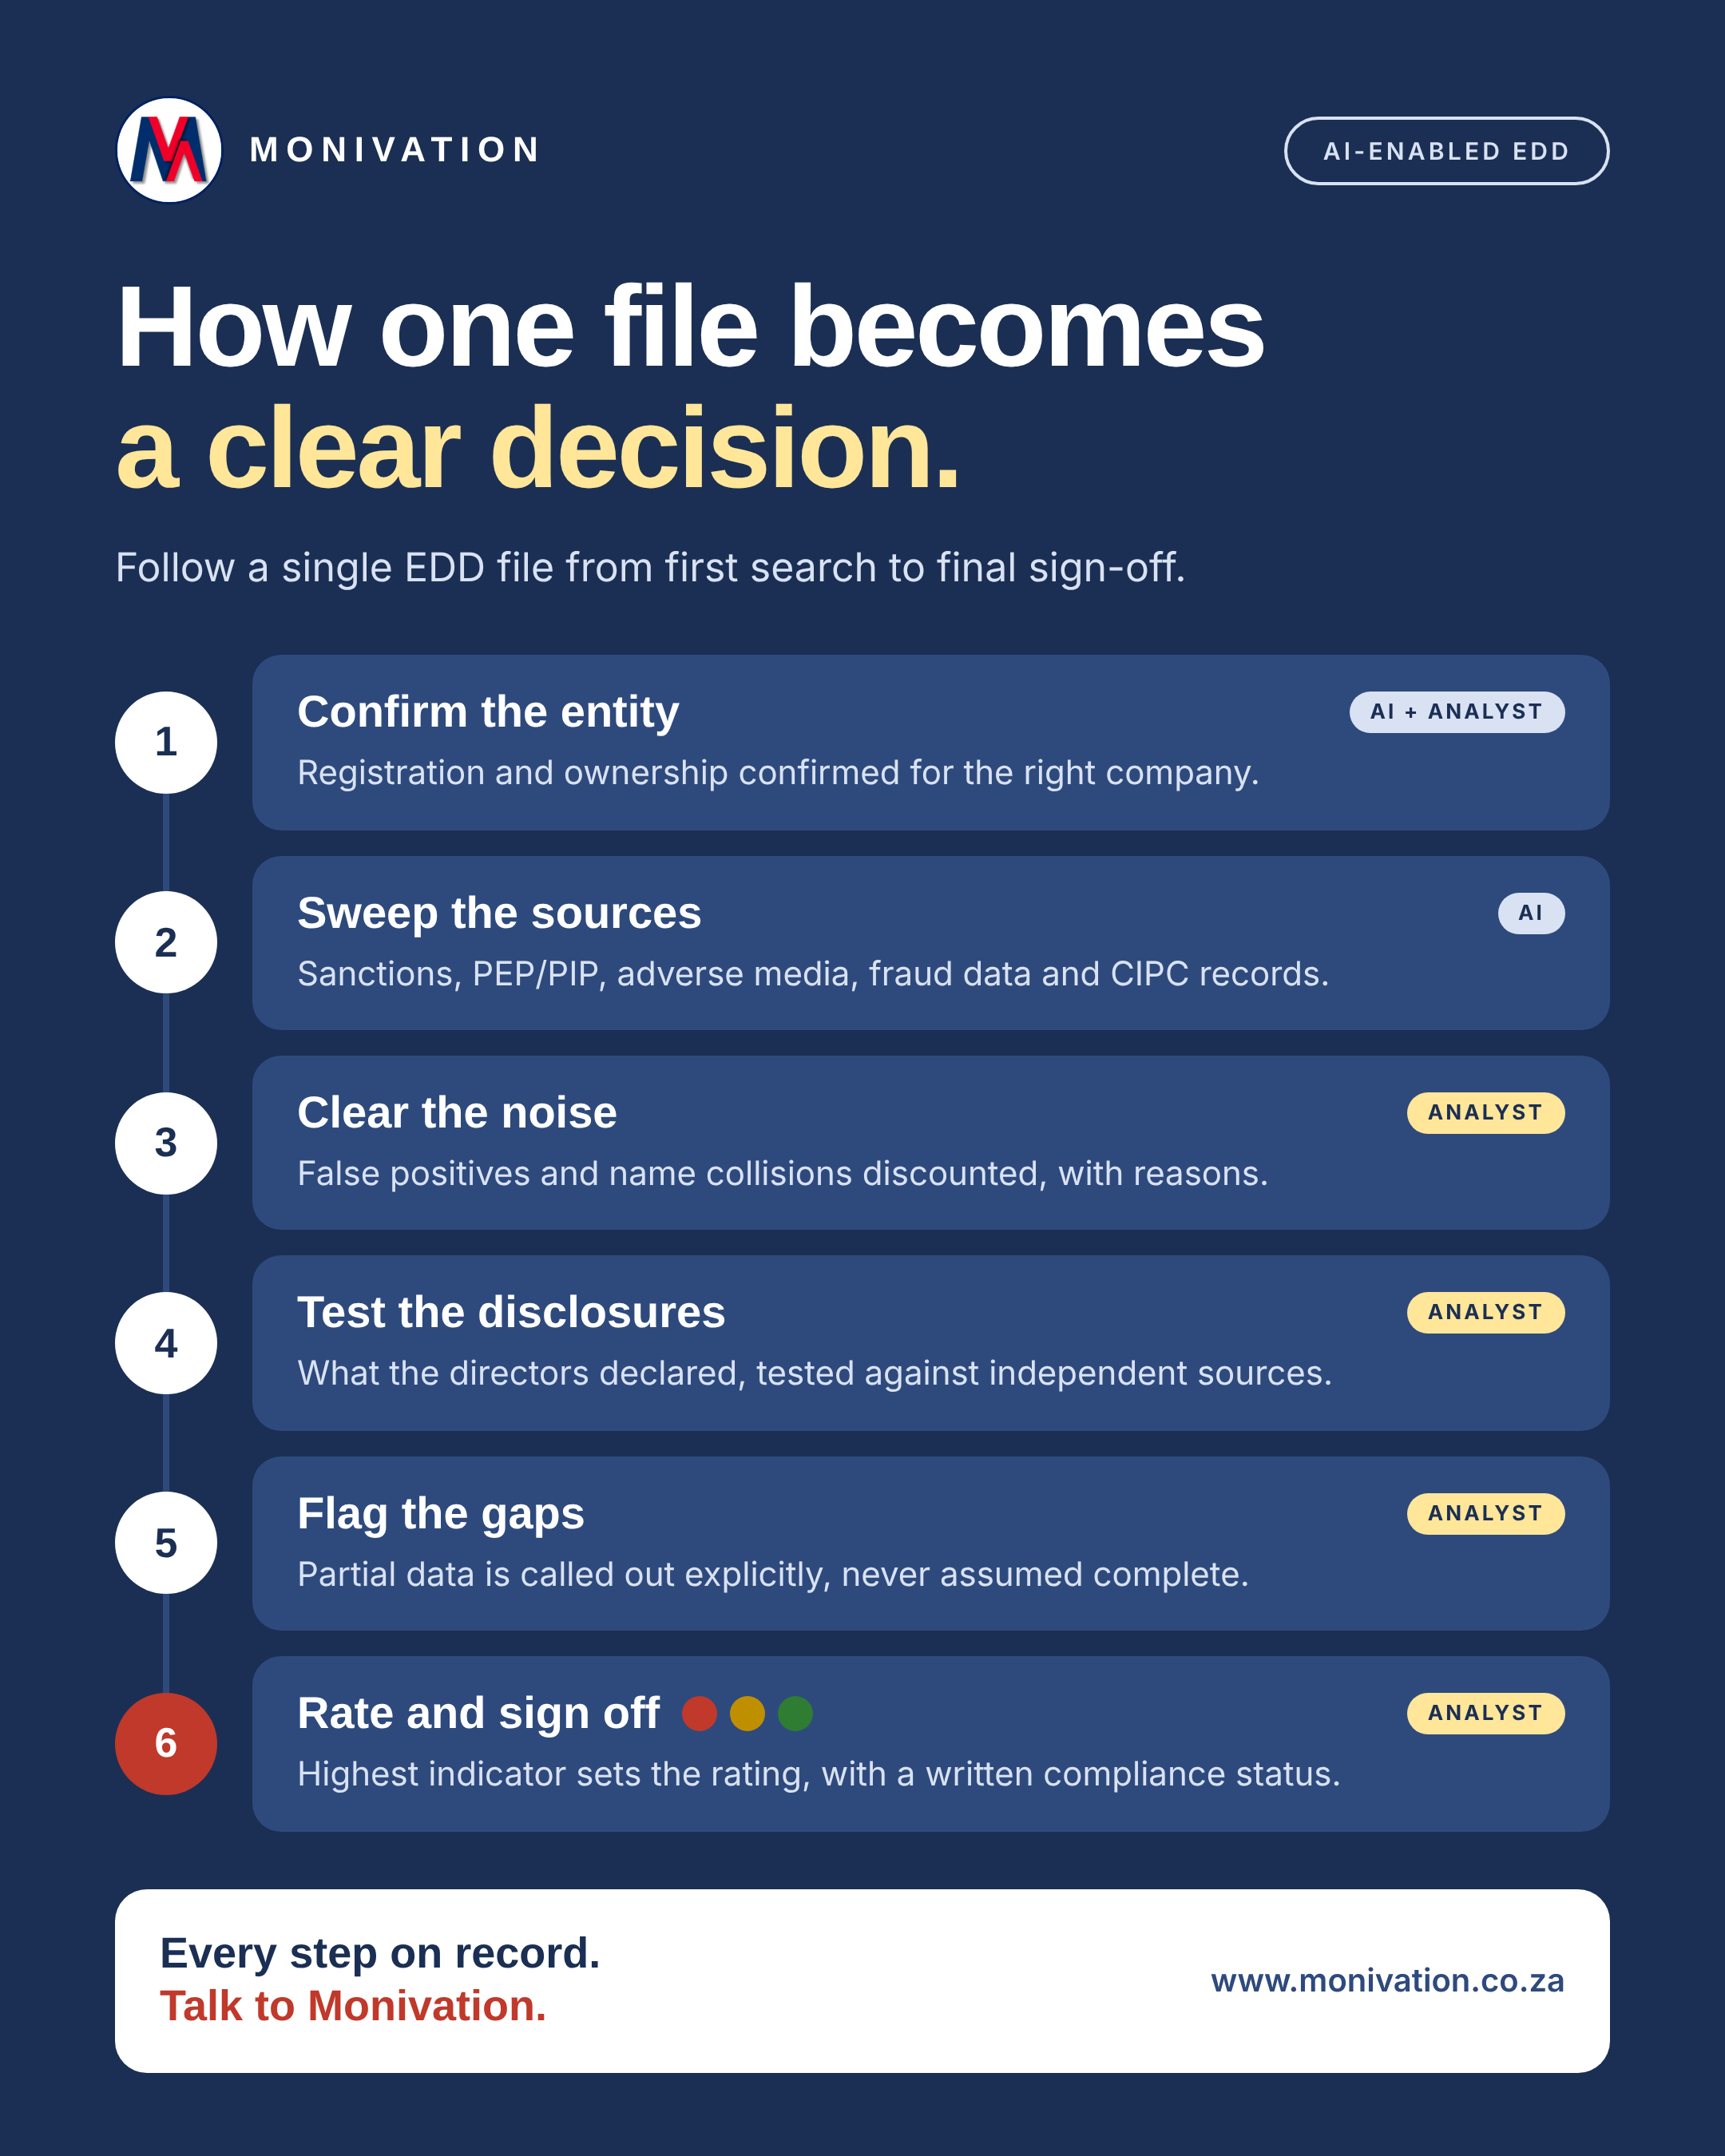 MONIVATION
AI-ENABLED EDD
How one file becomes
a clear decision.
Follow a single EDD file from first search to final sign-off.
1
Confirm the entity
AI + ANALYST
Registration and ownership confirmed for the right company.
2
Sweep the sources
AI
Sanctions, PEP/PIP, adverse media, fraud data and CIPC records.
3
Clear the noise
ANALYST
False positives and name collisions discounted, with reasons.
4
Test the disclosures
ANALYST
What the directors declared, tested against independent sources.
5
Flag the gaps
ANALYST
Partial data is called out explicitly, never assumed complete.
6
Rate and sign off
ANALYST
Highest indicator sets the rating, with a written compliance status.
Every step on record.
Talk to Monivation.
www.monivation.co.za